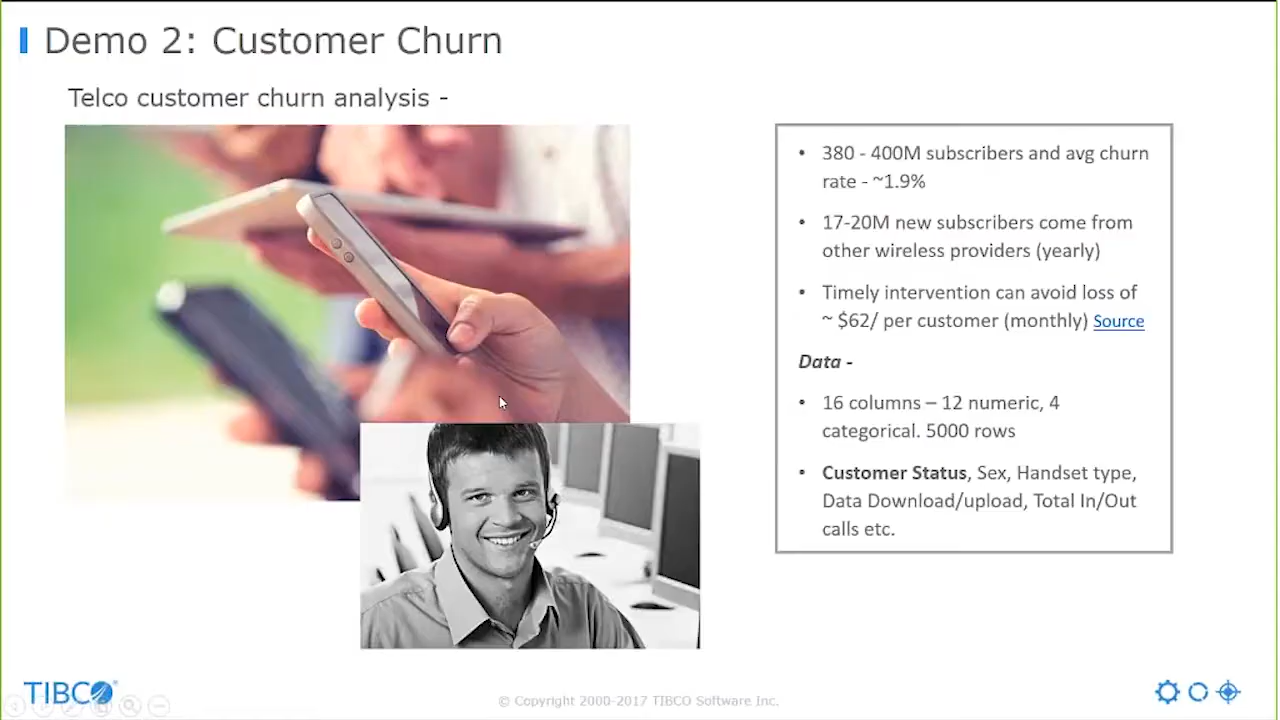 Demo 2: Customer Churn
Telco customer churn analysis -
• 380 - 400M subscribers and avg churn
rate - ~1.9%
• 17-20M new subscribers come from
other wireless providers (yearly)
• Timely intervention can avoid loss of
~ $62/ per customer (monthly) Source
Data -
• 16 columns – 12 numeric, 4
categorical. 5000 rows
• Customer Status, Sex, Handset type,
Data Download/upload, Total In/Out
calls etc.
TIBCO
© Copyright 2000-2017 TIBCO Software Inc.